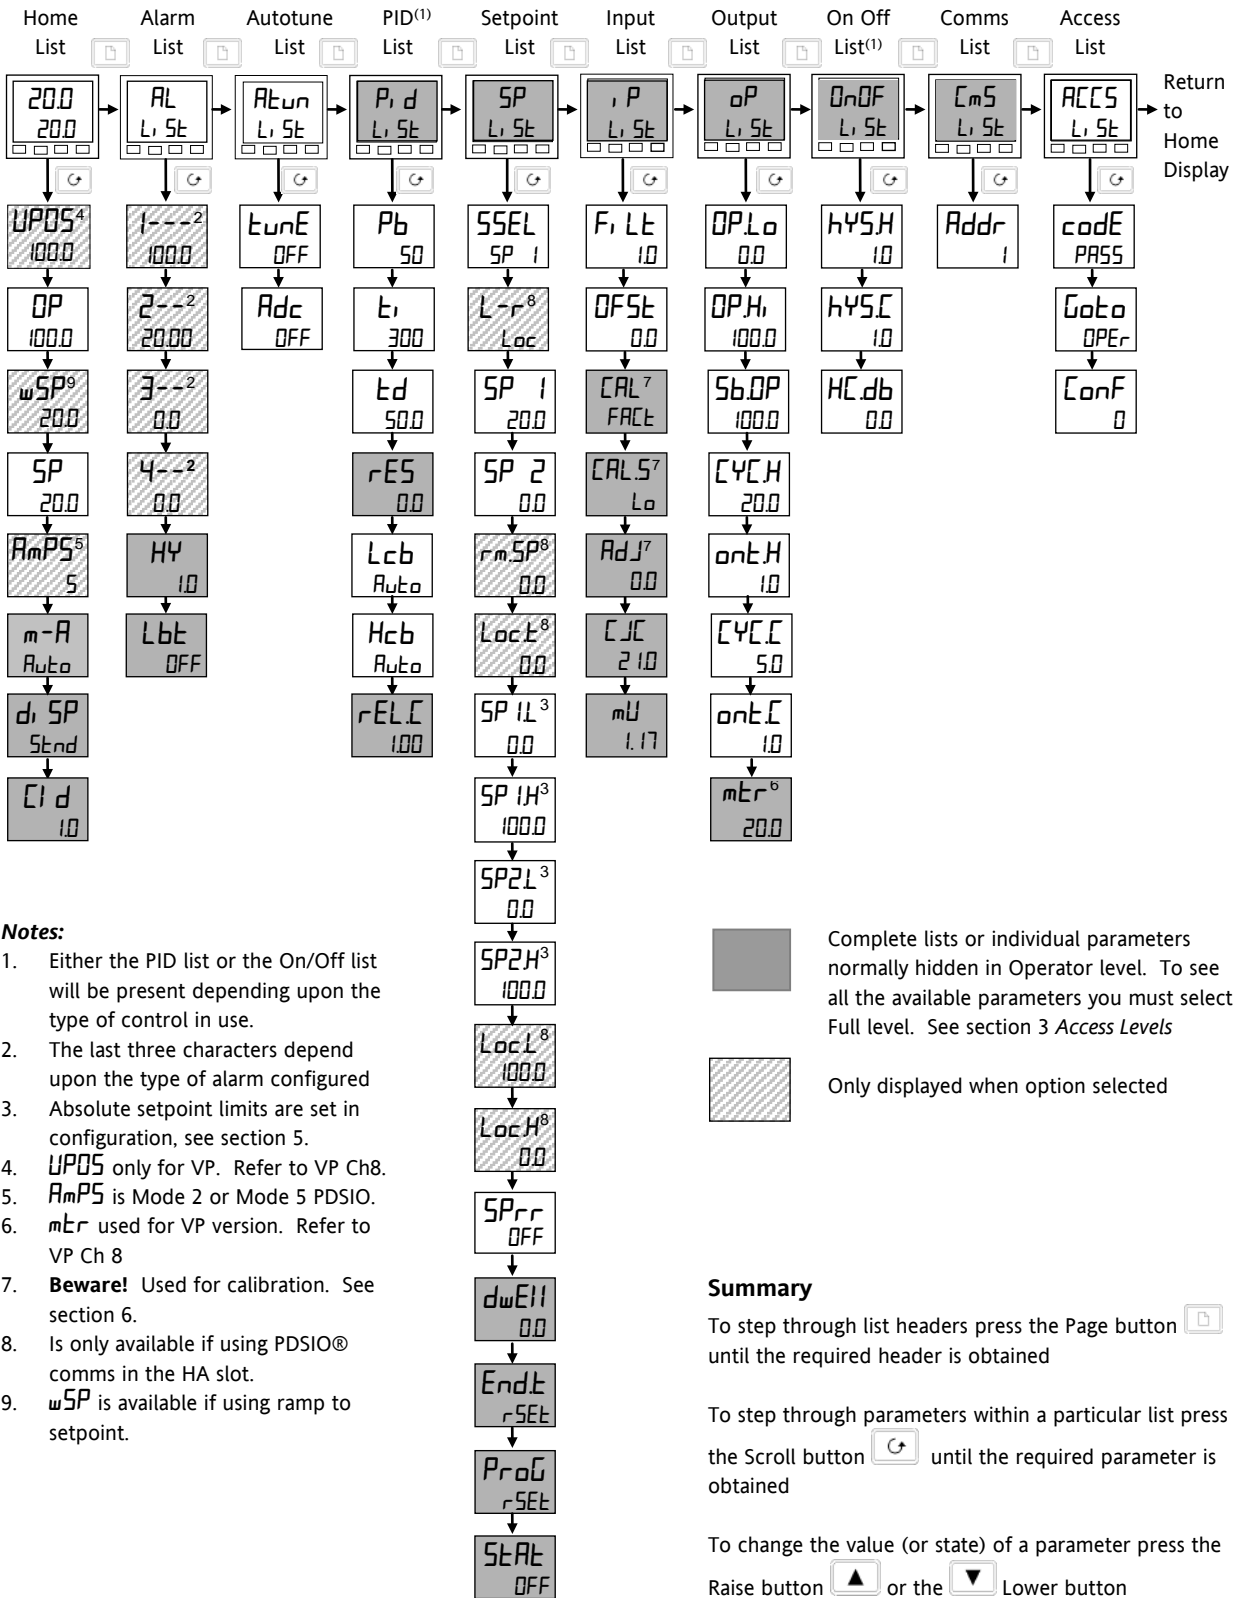 Home Alarm Autotune PID(1) Setpoint Input Output On Off Comms Access
List List List List List List List List(1) List List
20.0 AL Atun Pid SP iP oP OnOF CmS ACCS
20.0 LiSt LiSt LiSt LiSt LiSt LiSt LiSt LiSt LiSt
Return
to
Home
Display
VPOS4
100.0
OP
100.0
wSP9
20.0
SP
20.0
AmPS5
5
m-A
Auto
diSP
Stnd
CId
1.0
1---2
100.0
2--2
20.00
3--2
0.0
4--2
0.0
HY
1.0
Lbt
OFF
tunE
OFF
Adc
OFF
Pb
50
ti
300
td
50.0
rES
0.0
Lcb
Auto
Hcb
Auto
rEL.C
1.00
SSEL
SP 1
L-r8
Loc
SP 1
20.0
SP 2
0.0
rm.SP8
0.0
Loc.t8
0.0
SP1.L3
0.0
SP1.H3
100.0
SP2.L3
0.0
SP2.H3
100.0
Loc.L8
100.0
Loc.H8
0.0
SPrr
OFF
dwEll
0.0
End.t
rSEt
ProG
rSEt
StAt
OFF
FiLt
1.0
OFSt
0.0
CAL7
FACt
CAL.S7
Lo
AdJ7
0.0
CJC
21.0
mV
1.17
OP.Lo
0.0
OP.Hi
100.0
Sb.OP
100.0
CYC.H
20.0
ont.H
1.0
CYC.C
5.0
ont.C
1.0
mtr6
20.0
hYS.H
1.0
hYS.C
1.0
HC.db
0.0
Addr
1
codE
PASS
Goto
OPEr
ConF
0
Notes:
1. Either the PID list or the On/Off list
will be present depending upon the
type of control in use.
2. The last three characters depend
upon the type of alarm configured
3. Absolute setpoint limits are set in
configuration, see section 5.
4. VPOS only for VP. Refer to VP Ch8.
5. AmPS is Mode 2 or Mode 5 PDSIO.
6. mtr used for VP version. Refer to
VP Ch 8
7. Beware! Used for calibration. See
section 6.
8. Is only available if using PDSIO®
comms in the HA slot.
9. wSP is available if using ramp to
setpoint.
Complete lists or individual parameters
normally hidden in Operator level. To see
all the available parameters you must select
Full level. See section 3 Access Levels
Only displayed when option selected
Summary
To step through list headers press the Page button
until the required header is obtained
To step through parameters within a particular list press
the Scroll button until the required parameter is
obtained
To change the value (or state) of a parameter press the
Raise button or the Lower button